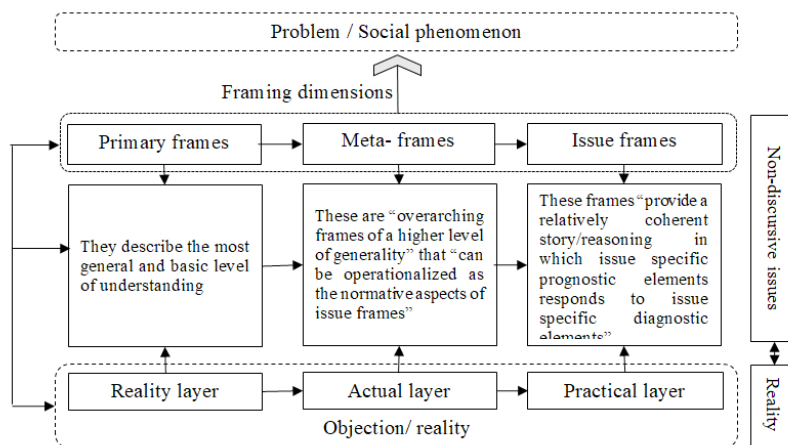 Problem / Social phenomenon
Framing dimensions
Primary frames
Meta- frames
Issue frames
They describe the most
general and basic level
of understanding
These are “overarching
frames of a higher level
of generality” that “can
be operationalized as
the normative aspects of
issue frames”
These frames “provide a
relatively coherent
story/reasoning in
which issue specific
prognostic elements
responds to issue
specific diagnostic
elements”
Non-discursive issues
Reality layer
Actual layer
Practical layer
Objection/ reality
Reality